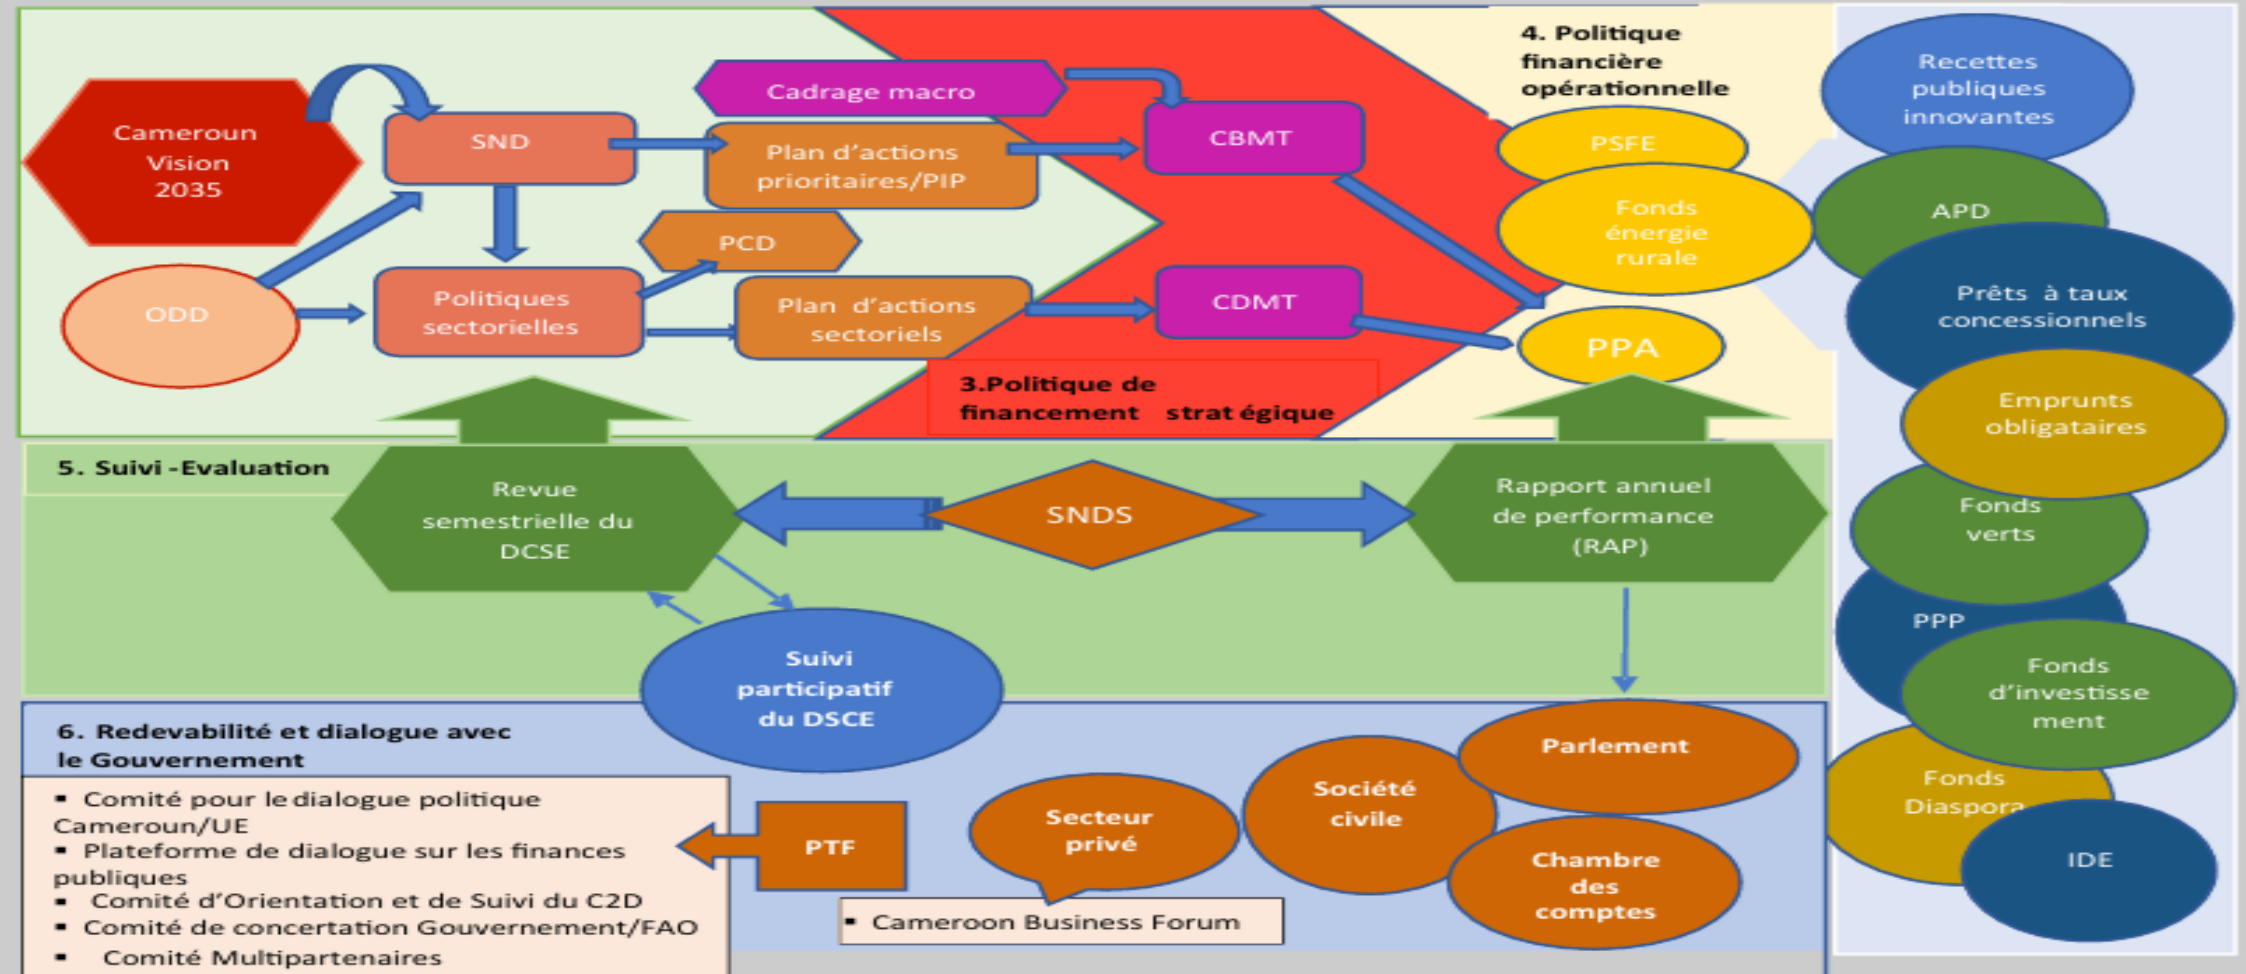 Cameroun
Vision
2035
SND
Cadrage macro
Plan d'actions
prioritaires/PIP
CBMT
PCD
ODD
Politiques
sectorielles
Plan d'actions
sectoriels
CDMT
3.Politique de
financement strat égique
4. Politique
financière
opérationnelle
PSFE
Fonds
énergie
rurale
PPA
Recettes
publiques
innovantes
APD
Prêts à taux
concessionnels
Emprunts
obligataires
Fonds
verts
PPP
Fonds
d'investisse
ment
Fonds
Diaspora
IDE
5. Suivi -Evaluation
Revue
semestrielle du
DCSE
SNDS
Rapport annuel
de performance
(RAP)
Suivi
participatif
du DSCE
6. Redevabilité et dialogue avec
le Gouvernement
▪ Comité pour le dialogue politique
Cameroun/UE
▪ Plateforme de dialogue sur les finances
publiques
▪ Comité d'Orientation et de Suivi du C2D
▪ Comité de concertation Gouvernement/FAO
▪ Comité Multipartenaires
PTF
Secteur
privé
▪ Cameroon Business Forum
Société
civile
Parlement
Chambre
des
comptes